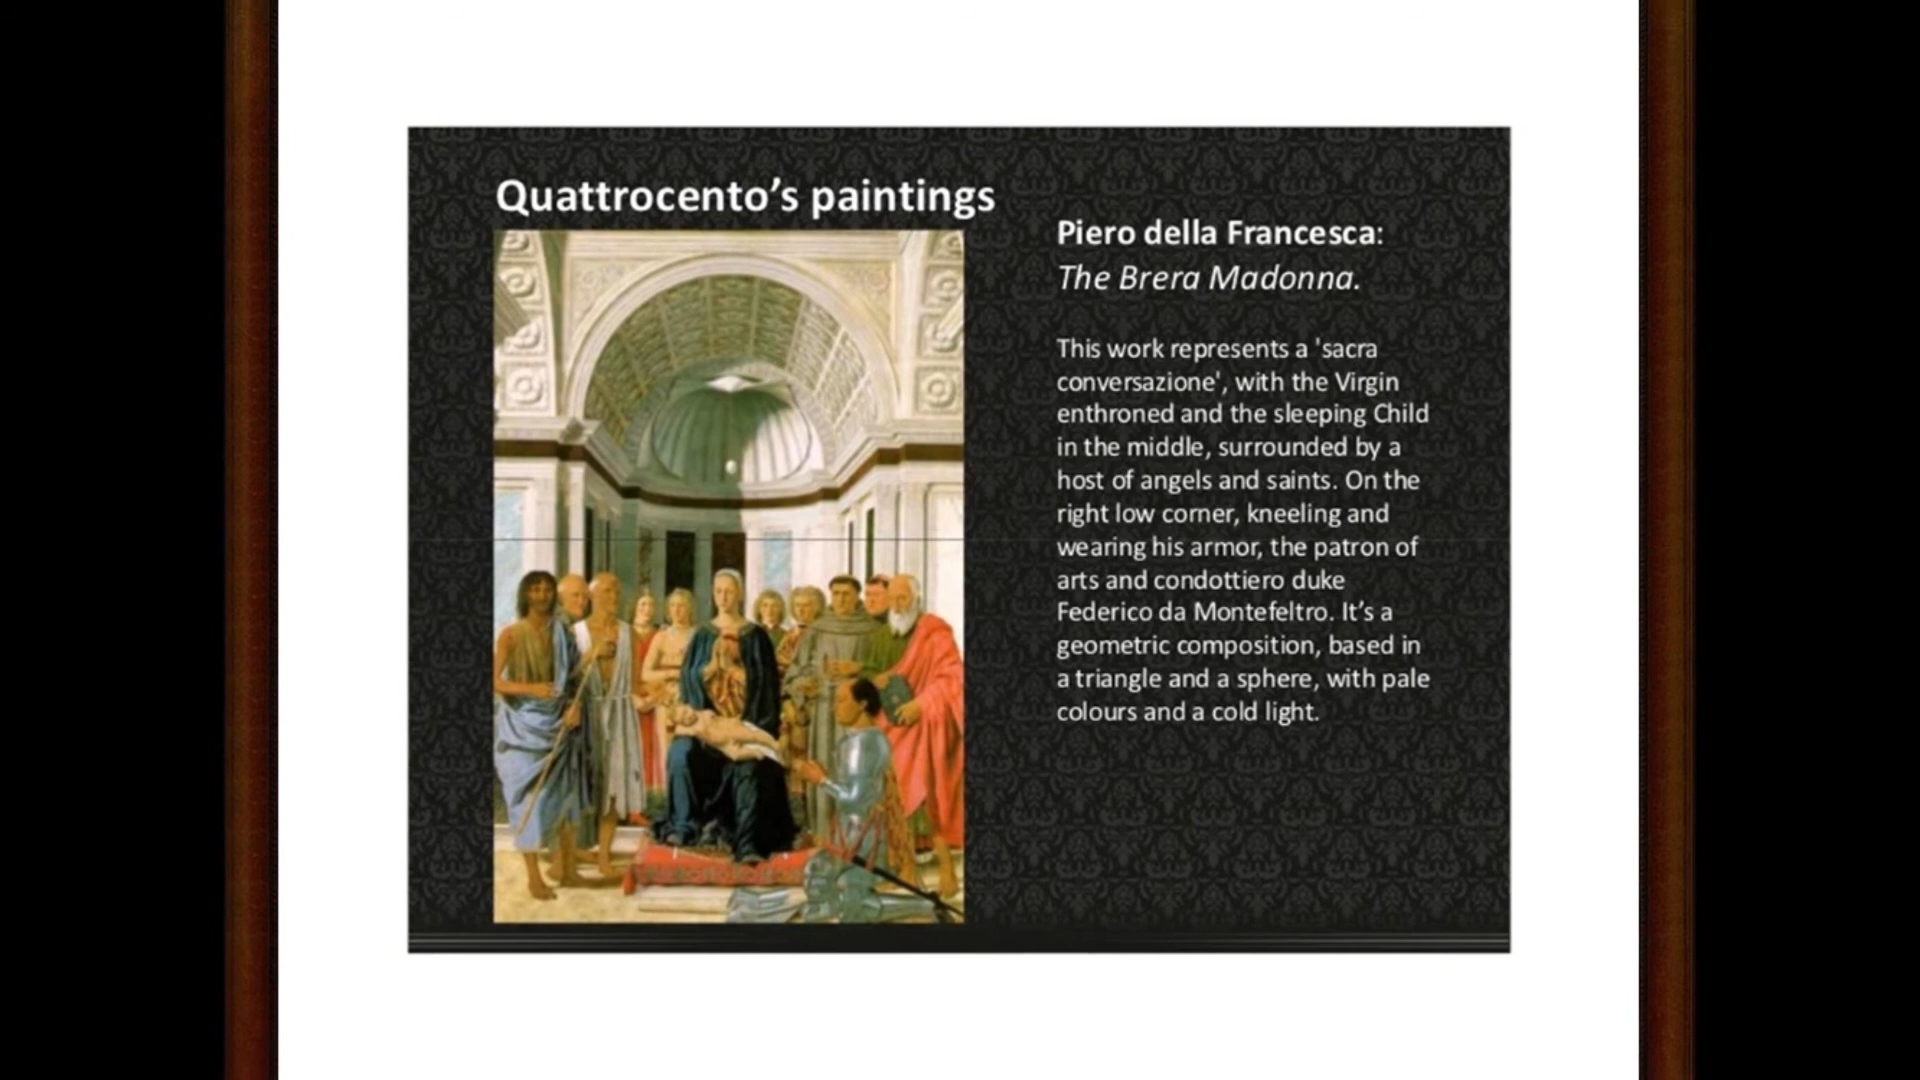 Quattrocento’s paintings
Piero della Francesca:
The Brera Madonna.
This work represents a 'sacra
conversazione', with the Virgin
enthroned and the sleeping Child
in the middle, surrounded by a
host of angels and saints. On the
right low corner, kneeling and
wearing his armor, the patron of
arts and condottiero duke
Federico da Montefeltro. It’s a
geometric composition, based in
a triangle and a sphere, with pale
colours and a cold light.